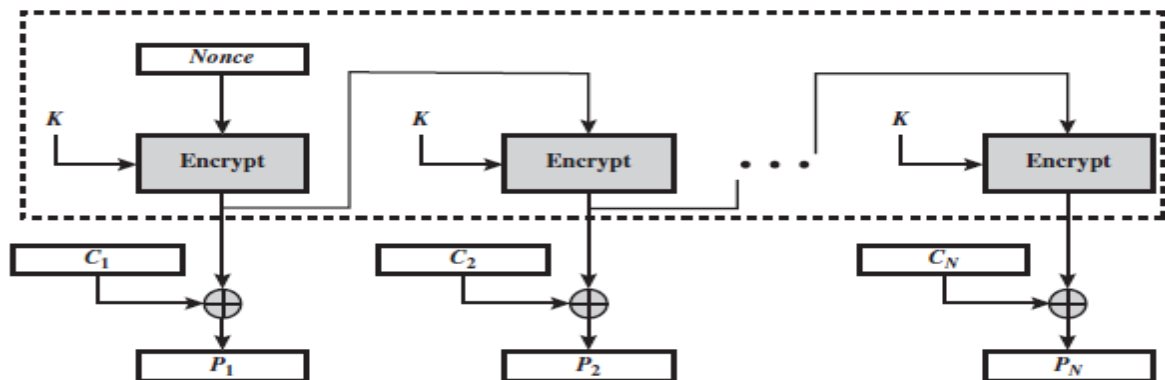 Nonce
K K K
Encrypt Encrypt • • • Encrypt
C1 C2 CN
P1 P2 PN